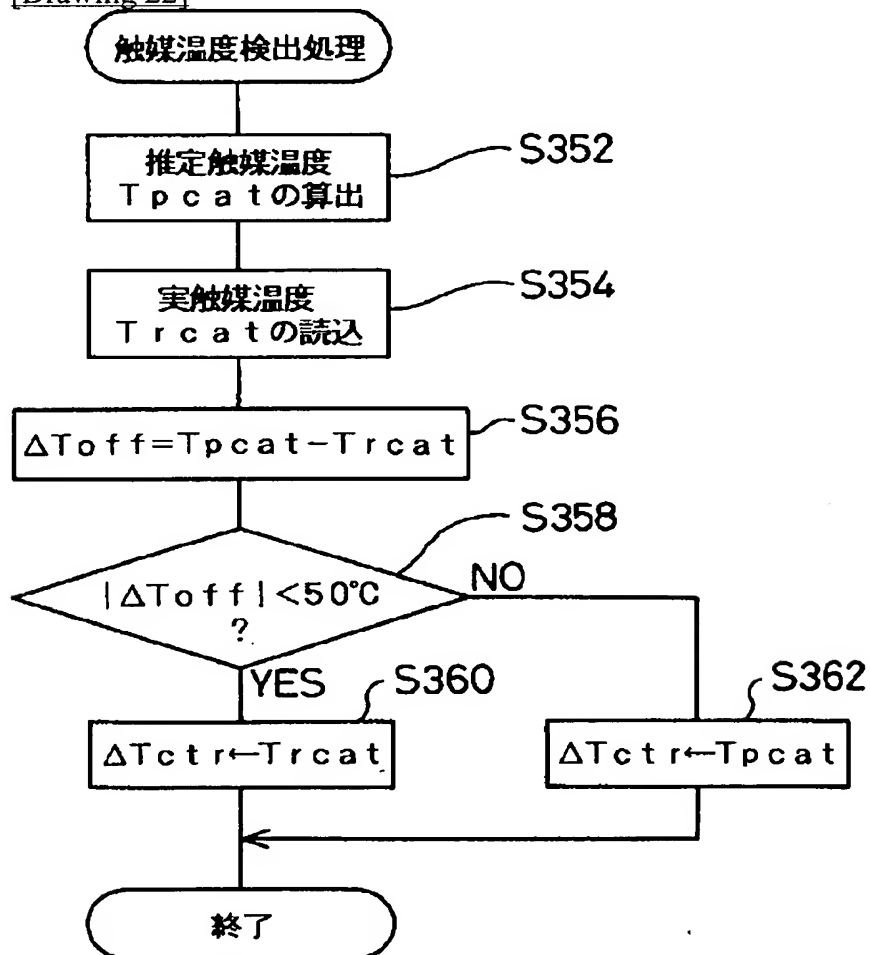 [Drawing 22]
触媒温度検出処理
推定触媒温度
Tpcatの算出
S352
実触媒温度
Trcatの読込
S354
ΔToff=Tpcat-Trcat
S356
S358
|ΔToff|<50℃
?
NO
YES
S360
S362
ΔTctr←Trcat
ΔTctr←Tpcat
終了